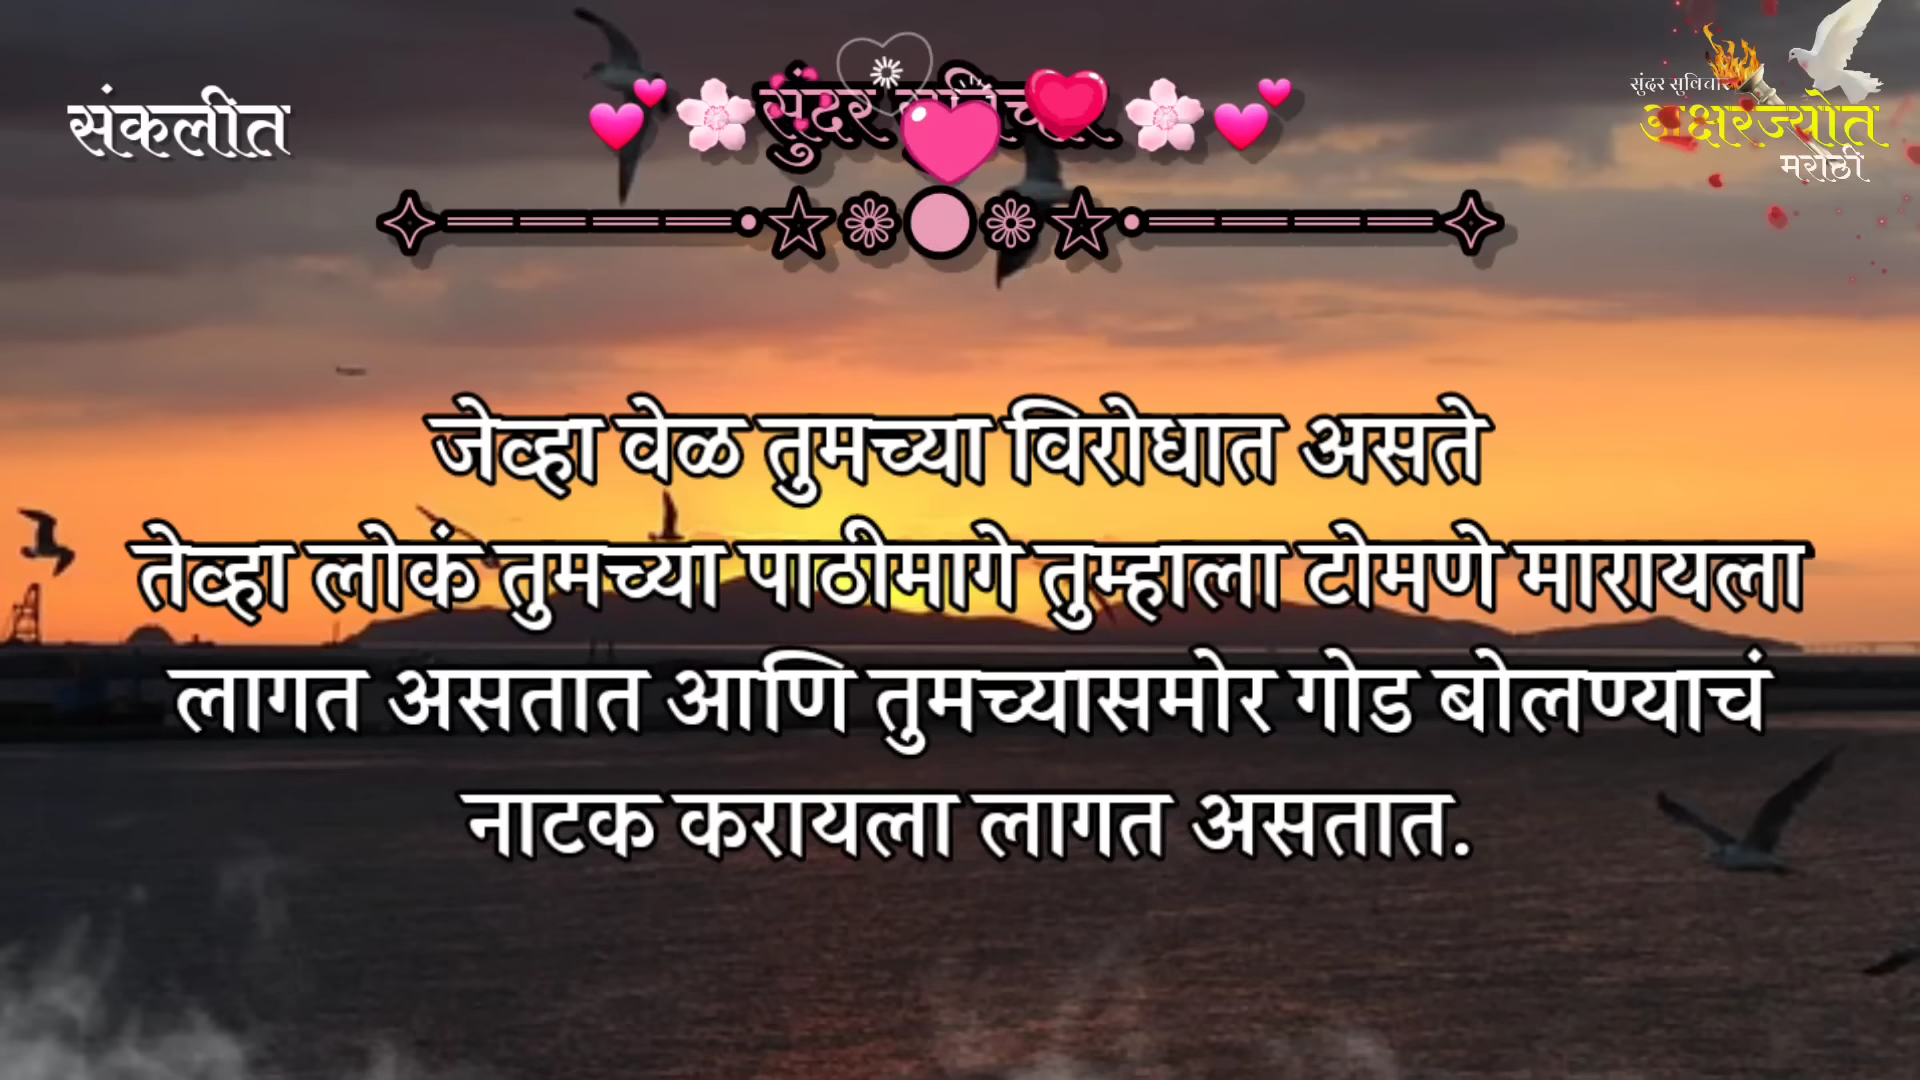 संकलीत
सुंदर
सुंदर सुविचार
अक्षरज्योत
मराठी
जेव्हा वेळ तुमच्या विरोधात असते
तेव्हा लोकं तुमच्या पाठीमागे तुम्हाला टोमणे मारायला
लागत असतात आणि तुमच्यासमोर गोड बोलण्याचं
नाटक करायला लागत असतात.